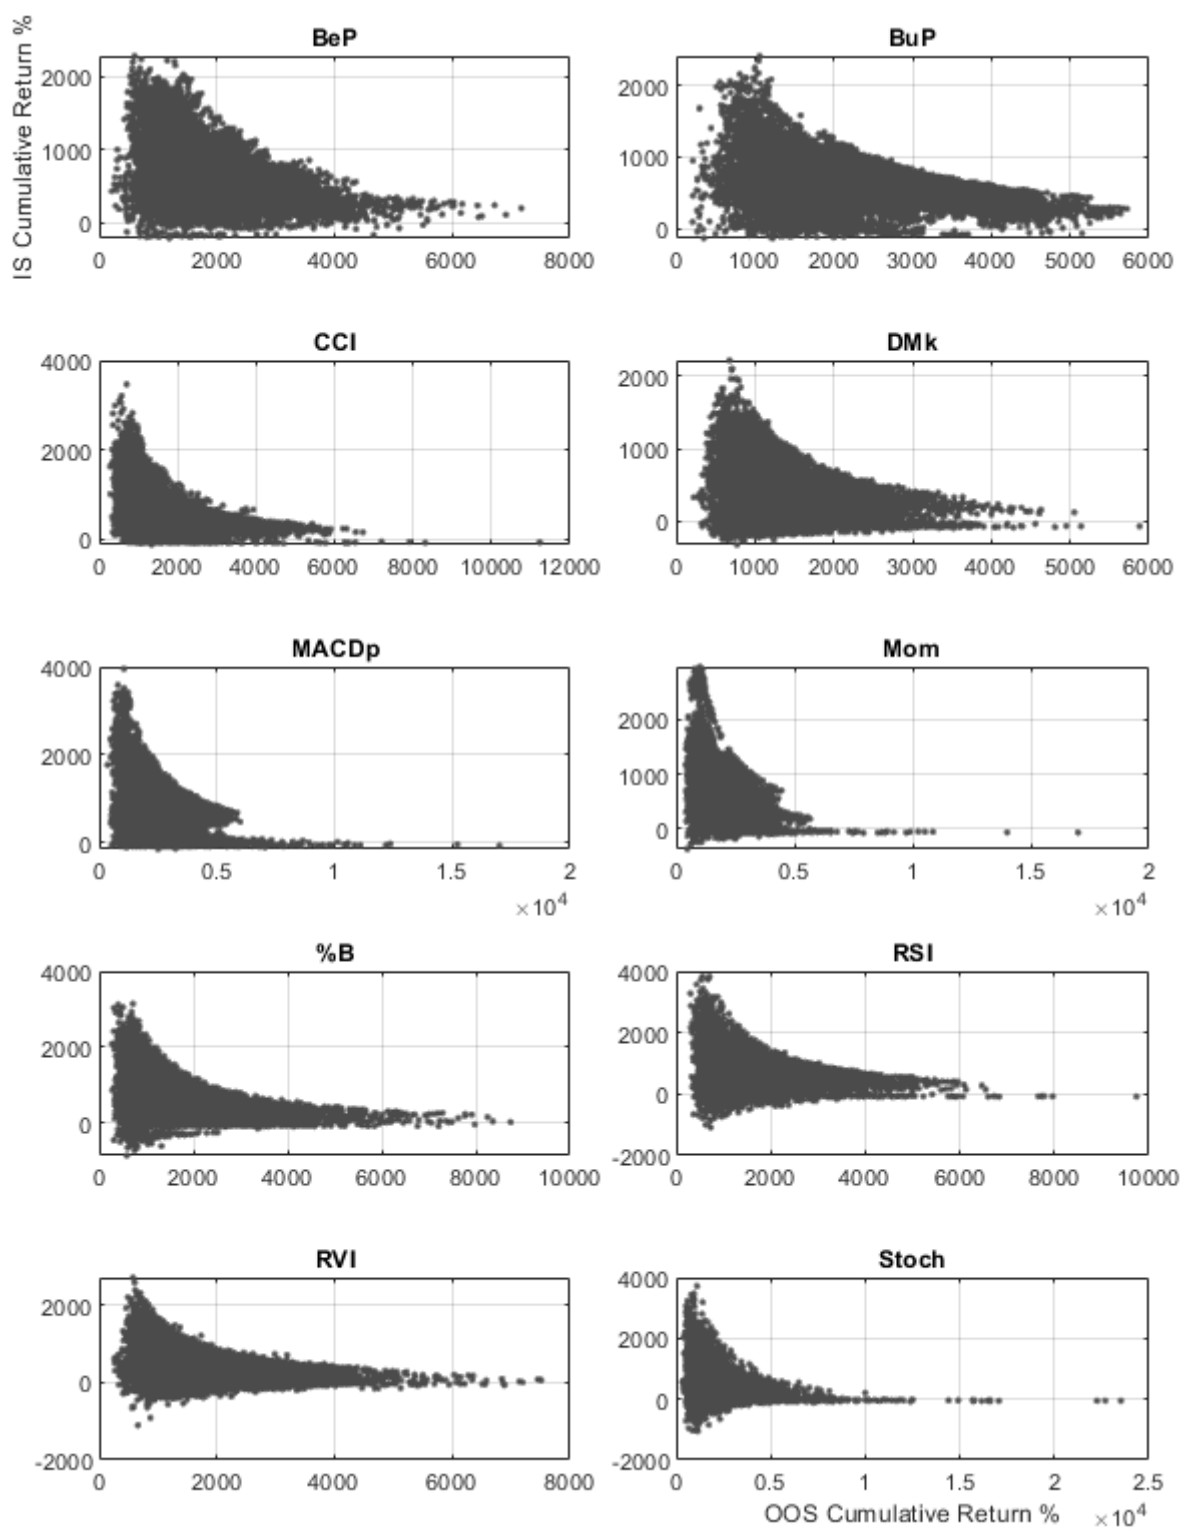 IS Cumulative Return %
BeP
2000
1000
0
0 2000 4000 6000 8000
BuP
2000
1000
0
0 1000 2000 3000 4000 5000 6000
CCI
4000
2000
0
0 2000 4000 6000 8000 10000 12000
DMk
2000
1000
0
0 1000 2000 3000 4000 5000 6000
MACDp
4000
2000
0
0 0.5 1 1.5 2
×10⁴
Mom
2000
1000
0
0 0.5 1 1.5 2
×10⁴
%B
4000
2000
0
0 2000 4000 6000 8000 10000
RSI
4000
2000
0
-2000
0 2000 4000 6000 8000 10000
RVI
2000
0
-2000
0 2000 4000 6000 8000
Stoch
4000
2000
0
-2000
0 0.5 1 1.5 2 2.5
OOS Cumulative Return % ×10⁴